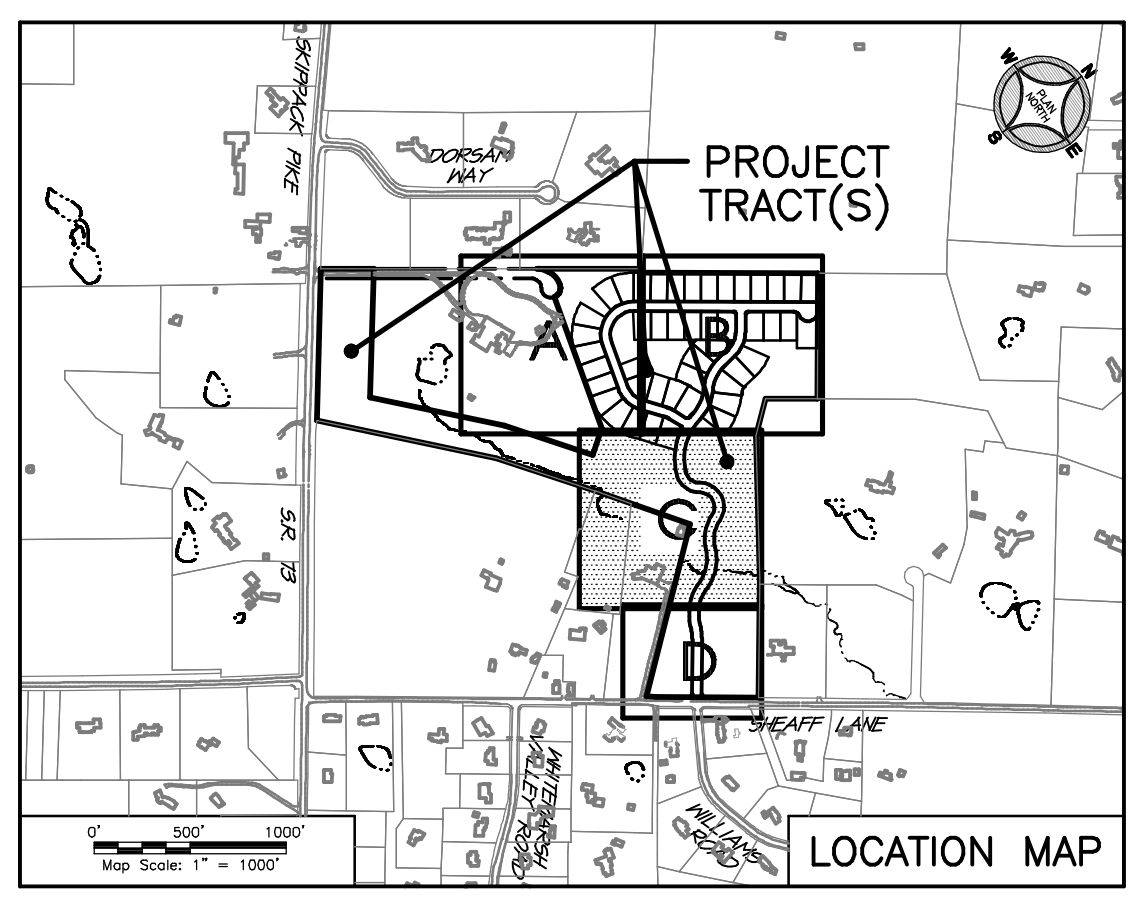 SKIPPACK PIKE
W
N
PLAN
NORTH
S
E
DORSAM
WAY
PROJECT
TRACT(S)
A
B
C
D
S.R. 73
SHEAFF LANE
WHITEMARSH
VALLEY ROAD
WILLIAMS
ROAD
0' 500' 1000'
Map Scale: 1" = 1000'
LOCATION MAP